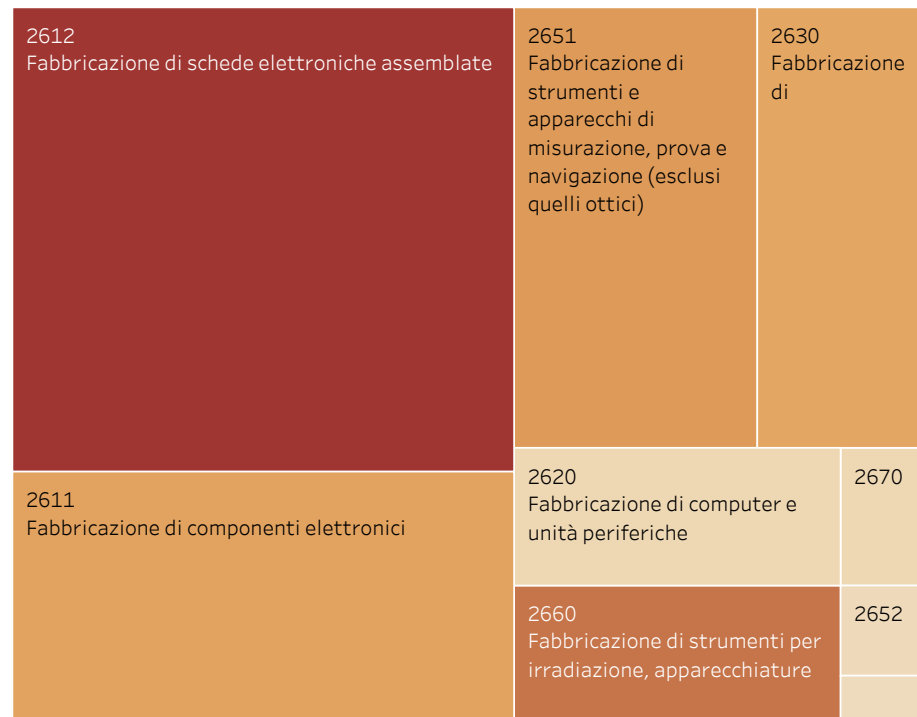 2612
Fabbricazione di schede elettroniche assemblate
2611
Fabbricazione di componenti elettronici
2651
Fabbricazione di
strumenti e
apparecchi di
misurazione, prova e
navigazione (esclusi
quelli ottici)
2630
Fabbricazione
di
2620
Fabbricazione di computer e
unità periferiche
2670
2660
Fabbricazione di strumenti per
irradiazione, apparecchiature
2652